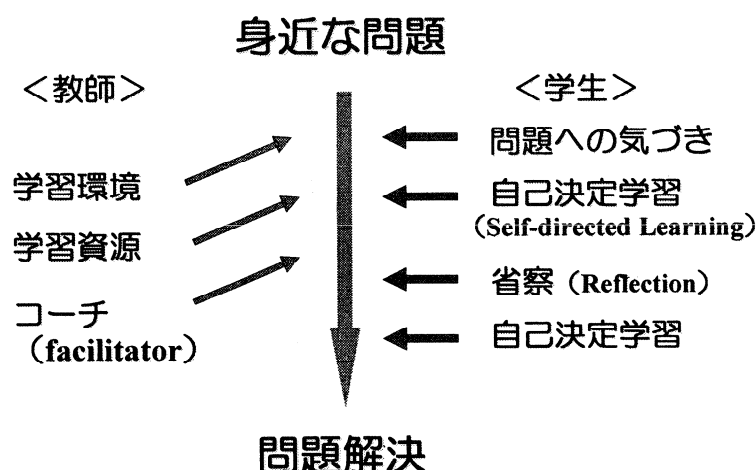 身近な問題
＜教師＞
学習環境
学習資源
コーチ
（facilitator）
＜学生＞
問題への気づき
自己決定学習
（Self-directed Learning）
省察（Reflection）
自己決定学習
問題解決